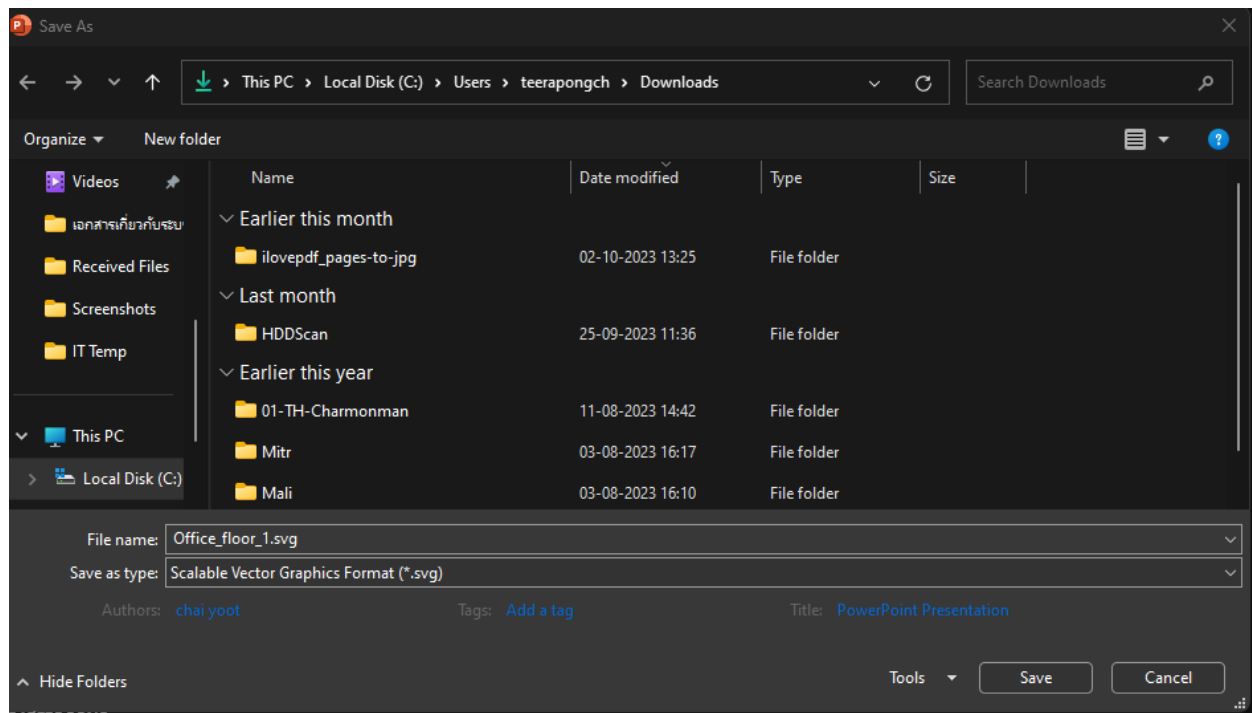 Save As
This PC > Local Disk (C:) > Users > teerapongch > Downloads
Search Downloads
Organize
New folder
Name Date modified Type Size
Videos
เอกสารเกี่ยวกับระบ
Received Files
Screenshots
IT Temp
This PC
Local Disk (C:)
Earlier this month
ilovepdf_pages-to-jpg 02-10-2023 13:25 File folder
Last month
HDDScan 25-09-2023 11:36 File folder
Earlier this year
01-TH-Charmonman 11-08-2023 14:42 File folder
Mitr 03-08-2023 16:17 File folder
Mali 03-08-2023 16:10 File folder
File name: Office_floor_1.svg
Save as type: Scalable Vector Graphics Format (*.svg)
Authors: chai yoot Tags: Add a tag Title: PowerPoint Presentation
Hide Folders
Tools Save Cancel